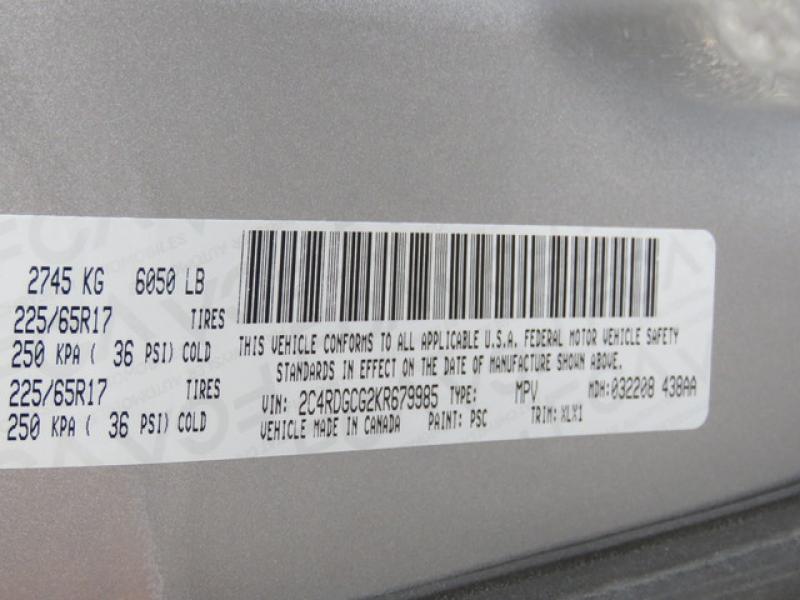 2745 KG 6050 LB
225/65R17 TIRES
250 KPA ( 36 PSI) COLD
225/65R17 TIRES
250 KPA ( 36 PSI) COLD
THIS VEHICLE CONFORMS TO ALL APPLICABLE U.S.A. FEDERAL MOTOR VEHICLE SAFETY
STANDARDS IN EFFECT ON THE DATE OF MANUFACTURE SHOWN ABOVE.
VIN: 2C4RDGCG2KR679985 TYPE: MPV MDH:032208 438AA
VEHICLE MADE IN CANADA PAINT: PSC TRIM: XLX1